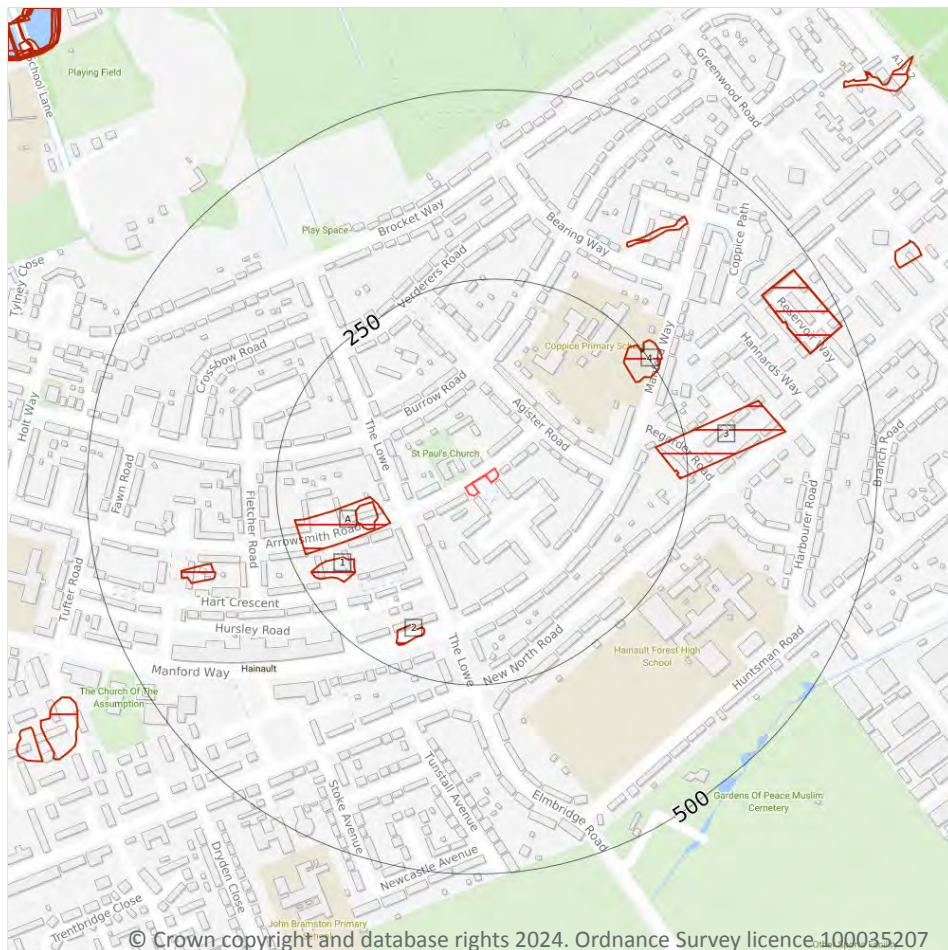 School Lane
Playing Field
A1112
Greenwood Road
Brocket Way
Play Space
Bearing Way
Coppice Path
Verderers Road
Tylney Close
250
Reservoir Way
Crossbow Road
Coppice Primary
4
Hannards Way
Holt Way
Burrow Road
Agister Road
The Lowe
Regarder Road
3
St Paul's Church
Branch Road
Fawn Road
Fletcher Road
A
Arrowsmith Road
Harbourer Road
1
Tufter Road
Hart Crescent
2
Hursley Road
The Lowe
New North Road
Hainault Forest High
School
Manford Way
Hainault
Huntsman Road
The Church Of The
Assumption
Tunstall Avenue
Stoke Avenue
Elmbridge Road
500
Gardens Of Peace Muslim
Cemetery
Dryden Close
Newcastle Avenue
Trentbridge Close
John Bramston Primary
© Crown copyright and database rights 2024. Ordnance Survey licence 100035207